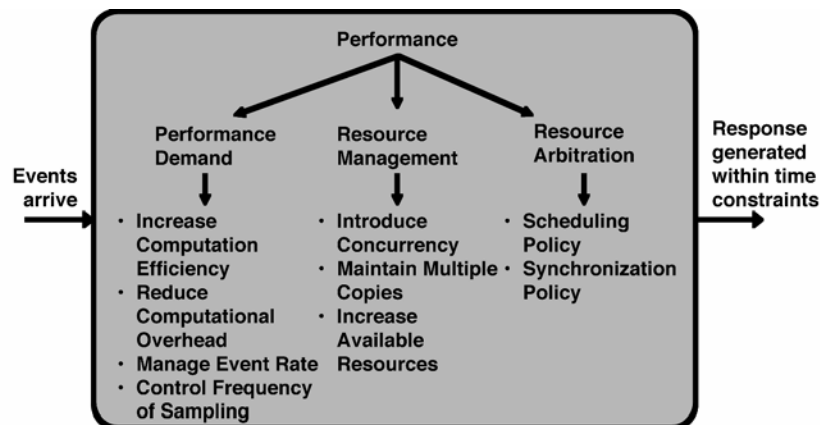 Performance
Performance
Demand
Resource
Management
Resource
Arbitration
Events
arrive
Response
generated
within time
constraints
• Increase
Computation
Efficiency
• Reduce
Computational
Overhead
• Manage Event Rate
• Control Frequency
of Sampling
• Introduce
Concurrency
• Maintain Multiple
Copies
• Increase
Available
Resources
• Scheduling
Policy
• Synchronization
Policy